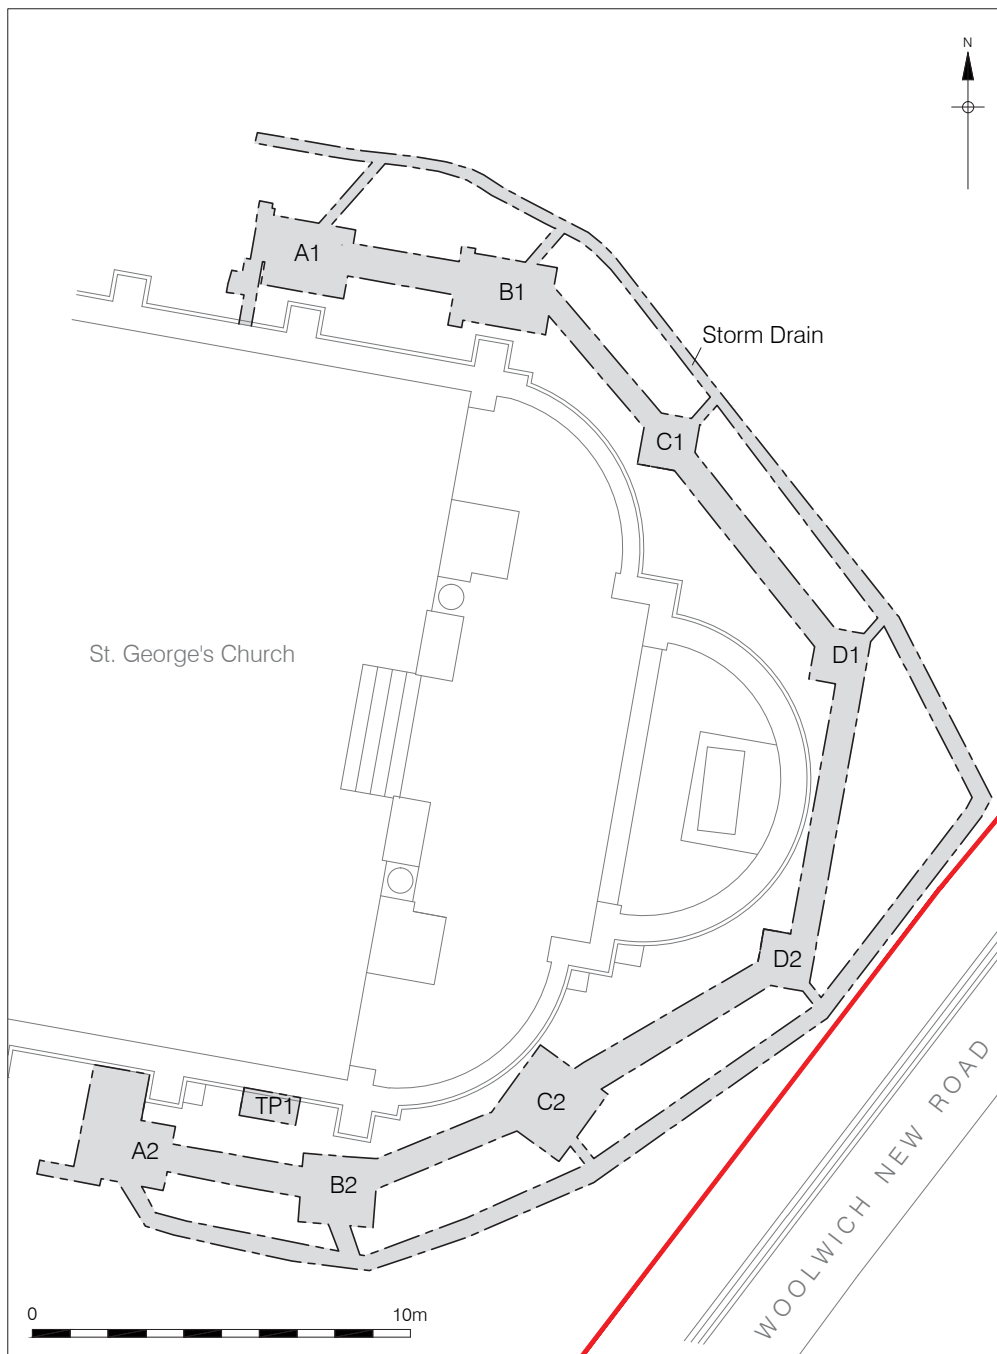 N
A1
B1
Storm Drain
C1
D1
St. George's Church
D2
C2
TP1
A2
B2
WOOLWICH NEW ROAD
0 10m